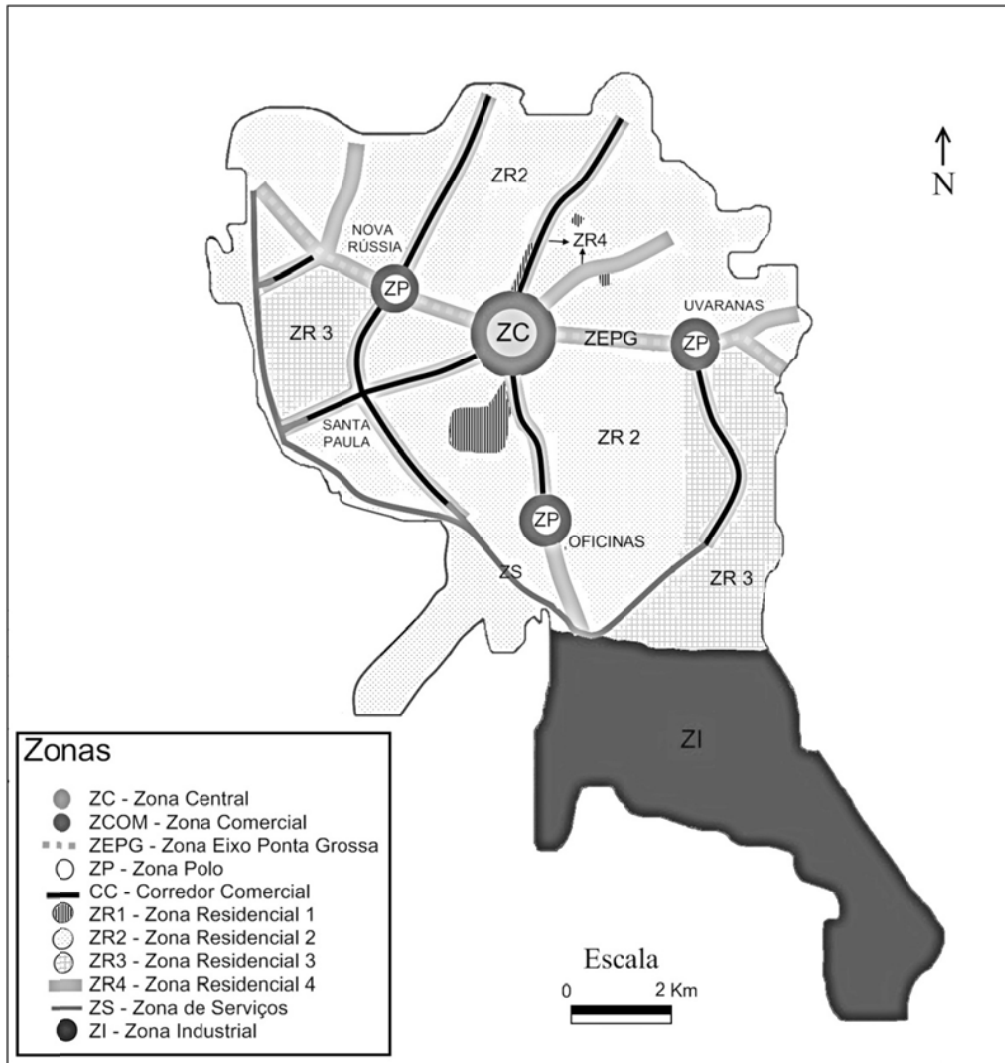 N
ZR2
NOVA
RÚSSIA
ZR4
ZP
ZR 3
ZC
ZEPG
UVARANAS
ZP
SANTA
PAULA
ZR 2
ZP
OFICINAS
ZS
ZR 3
ZI
Zonas
ZC - Zona Central
ZCOM - Zona Comercial
ZEPG - Zona Eixo Ponta Grossa
ZP - Zona Polo
CC - Corredor Comercial
ZR1 - Zona Residencial 1
ZR2 - Zona Residencial 2
ZR3 - Zona Residencial 3
ZR4 - Zona Residencial 4
ZS - Zona de Serviços
ZI - Zona Industrial
Escala
0 2 Km